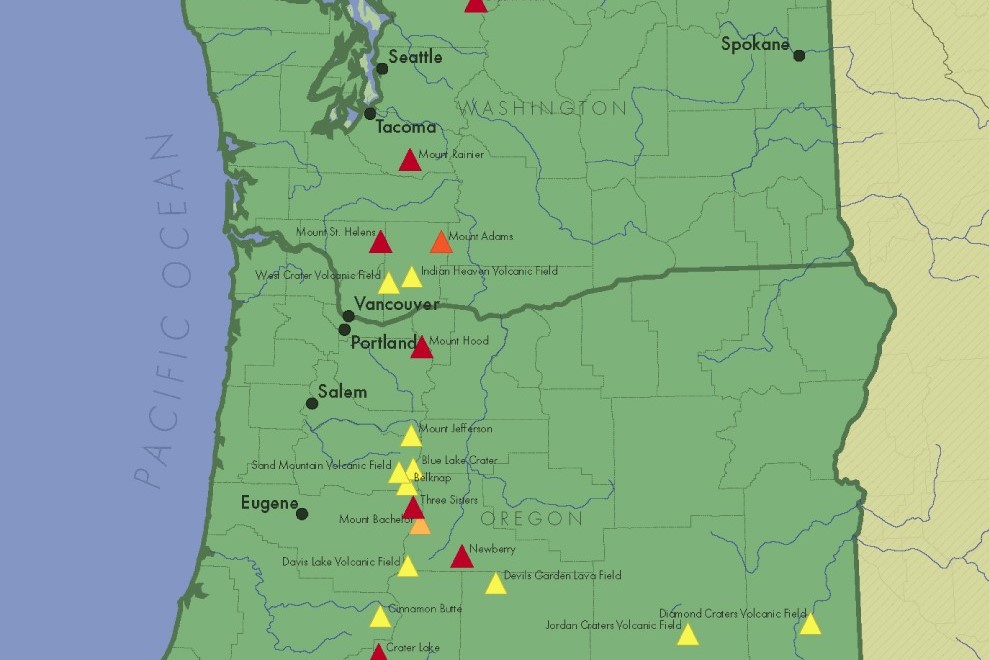 Spokane
Seattle
WASHINGTON
Tacoma
Mount Rainier
PACIFIC OCEAN
Mount St. Helens
Mount Adams
West Crater Volcanic Field
Indian Heaven Volcanic Field
Vancouver
Portland
Mount Hood
Salem
Mount Jefferson
Sand Mountain Volcanic Field
Blue Lake Crater
Belknap
Eugene
Three Sisters
Mount Bachelor
OREGON
Newberry
Davis Lake Volcanic Field
Devils Garden Lava Field
Cinnamon Butte
Diamond Craters Volcanic Field
Jordan Craters Volcanic Field
Crater Lake